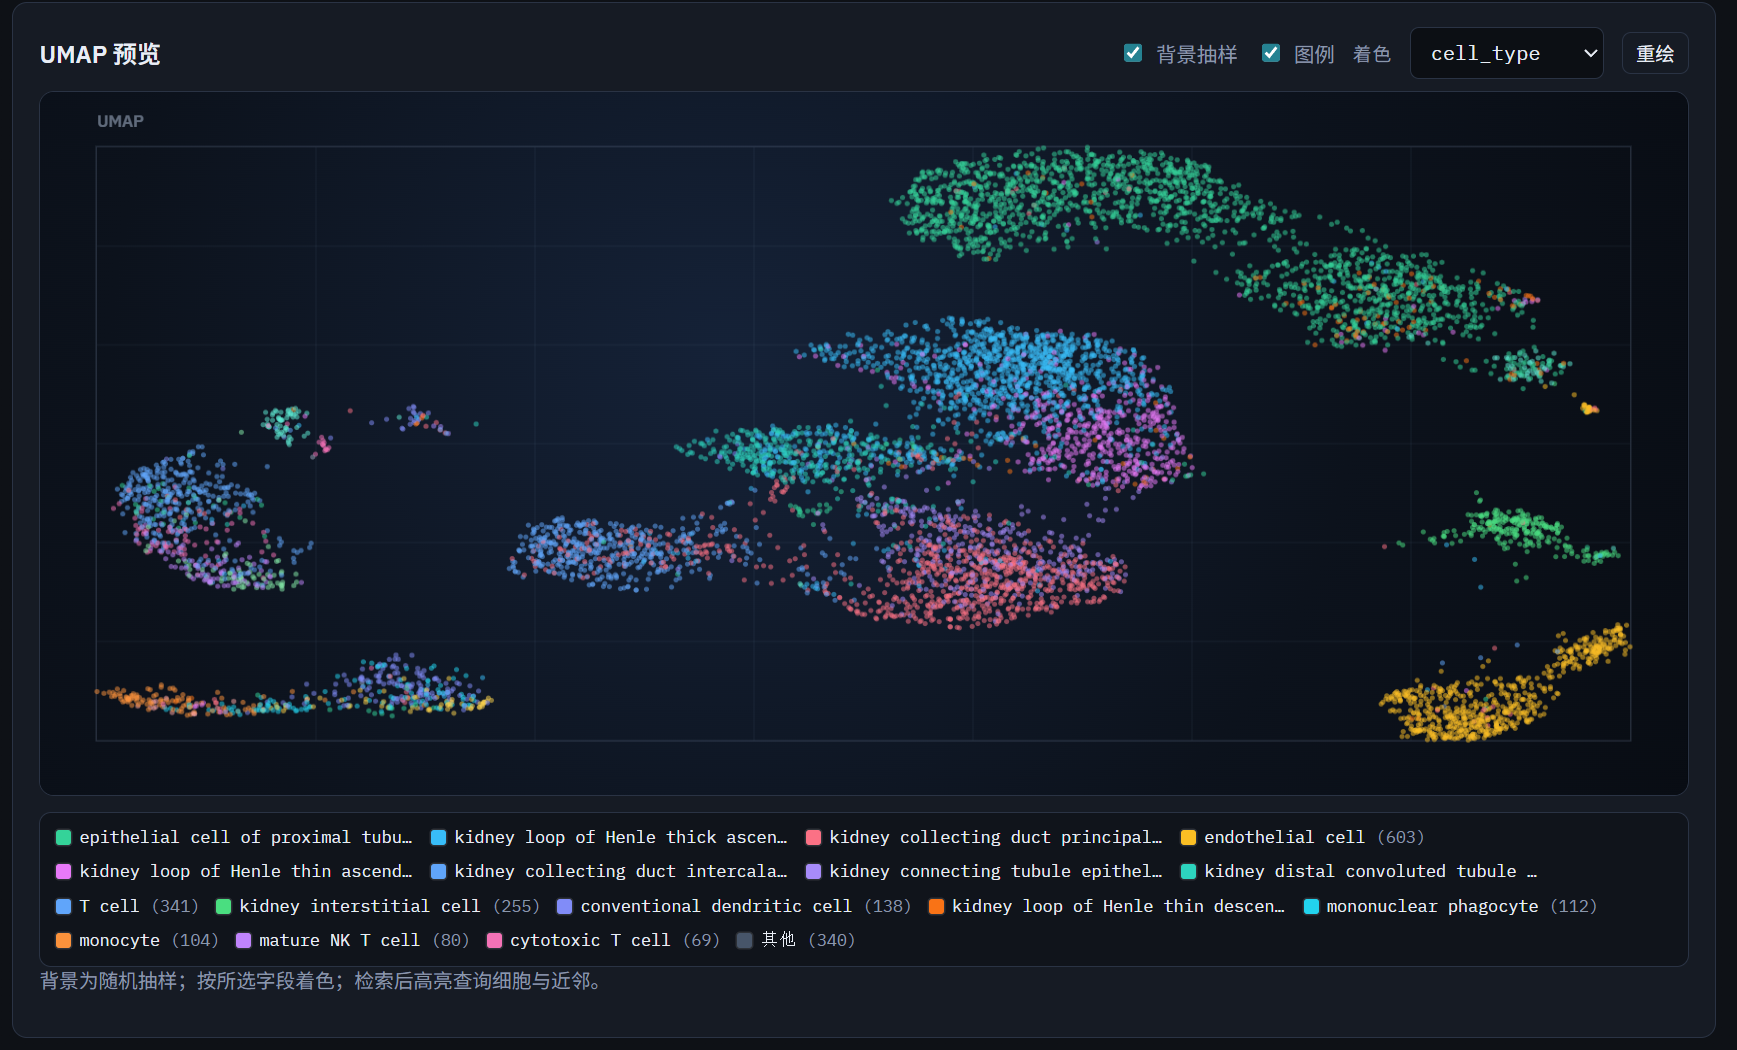 UMAP 预览
背景抽样 图例 着色 cell_type 重绘
UMAP
epithelial cell of proximal tubu… kidney loop of Henle thick ascen… kidney collecting duct principal… endothelial cell (603)
kidney loop of Henle thin ascend… kidney collecting duct intercala… kidney connecting tubule epithel… kidney distal convoluted tubule …
T cell (341) kidney interstitial cell (255) conventional dendritic cell (138) kidney loop of Henle thin descen… mononuclear phagocyte (112)
monocyte (104) mature NK T cell (80) cytotoxic T cell (69) 其他 (340)
背景为随机抽样；按所选字段着色；检索后高亮查询细胞与近邻。